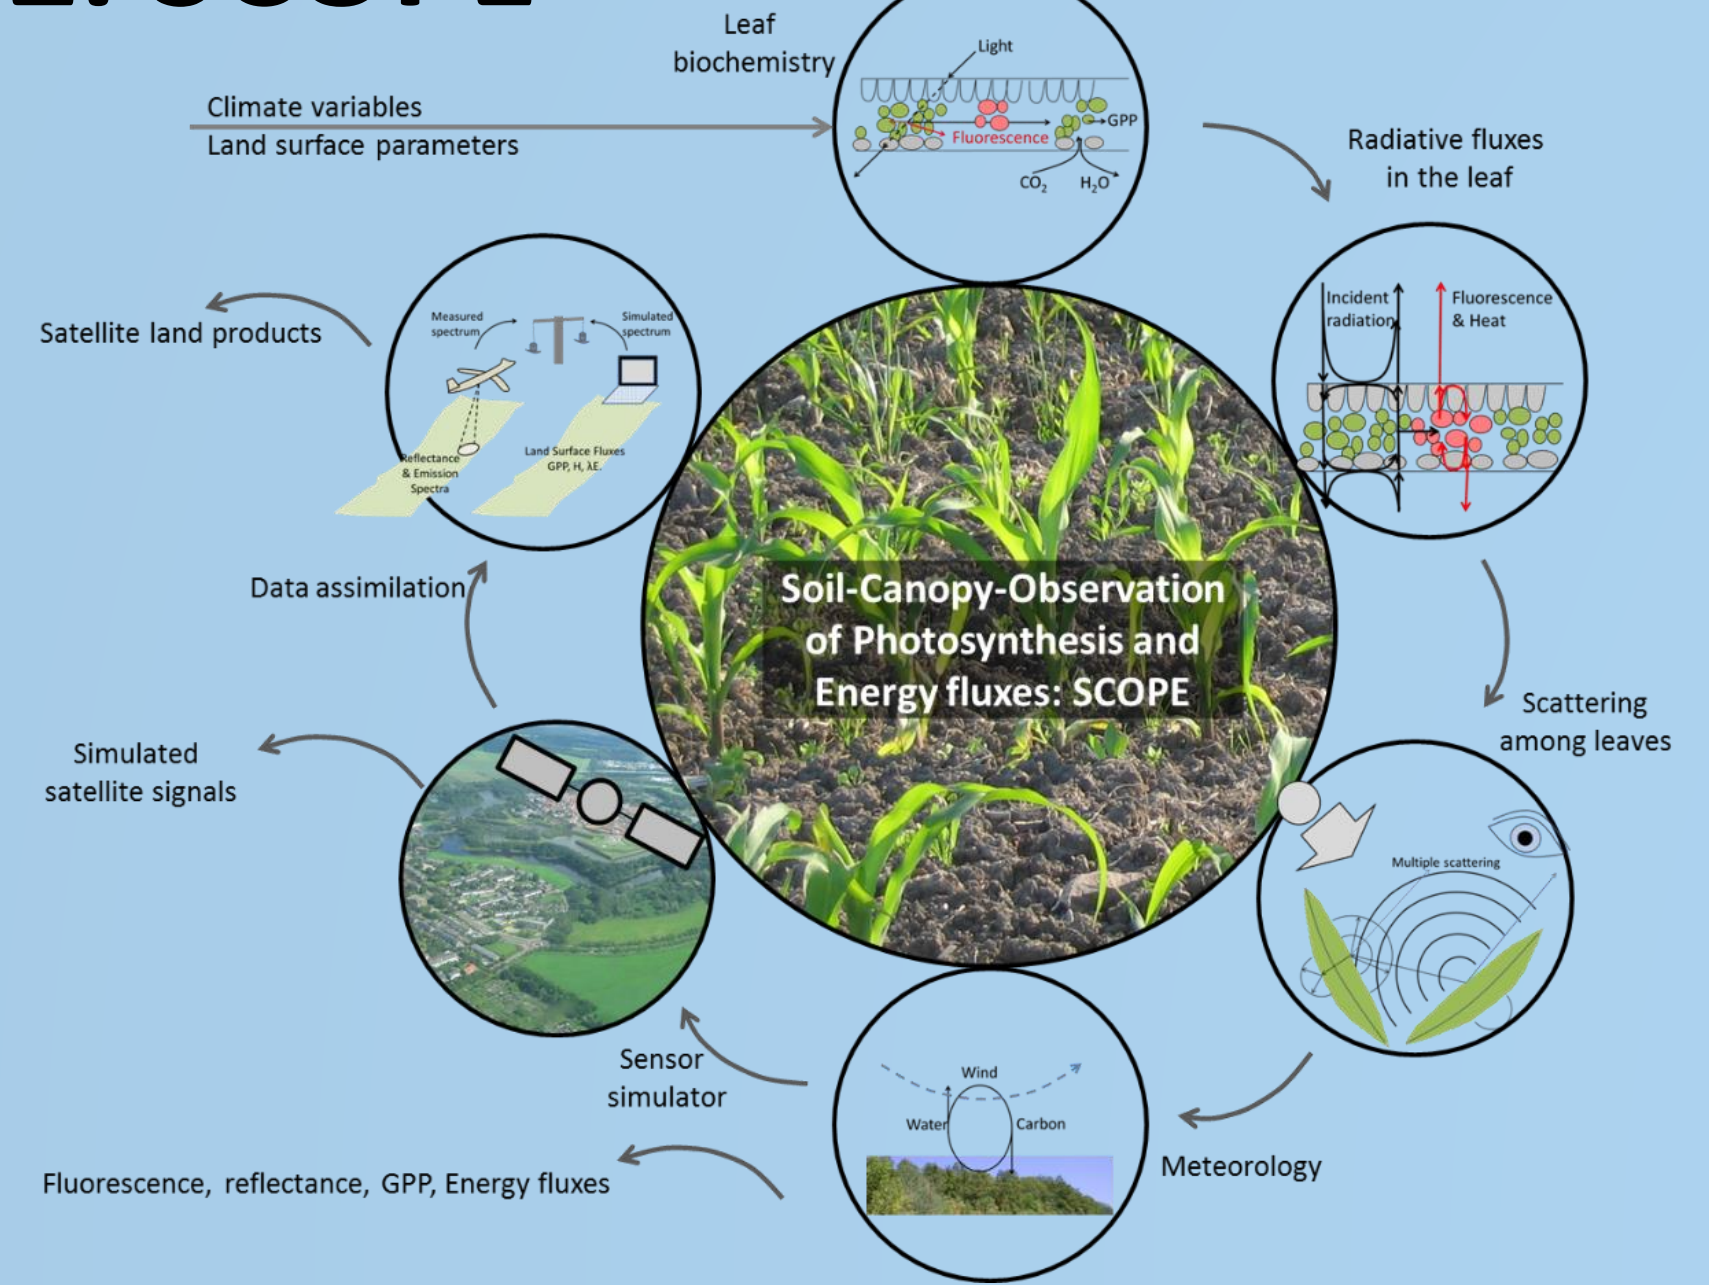 Leaf
biochemistry
Climate variables
Land surface parameters
Light
GPP
Fluorescence
CO₂
H₂O
Radiative fluxes
in the leaf
Incident
radiation
Fluorescence
& Heat
Scattering
among leaves
Multiple scattering
Meteorology
Wind
Water
Carbon
Fluorescence, reflectance, GPP, Energy fluxes
Sensor
simulator
Simulated
satellite signals
Data assimilation
Measured
spectrum
Simulated
spectrum
Reflectance
& Emission
Spectra
Land Surface Fluxes
GPP, H, λE.
Satellite land products
Soil-Canopy-Observation
of Photosynthesis and
Energy fluxes: SCOPE